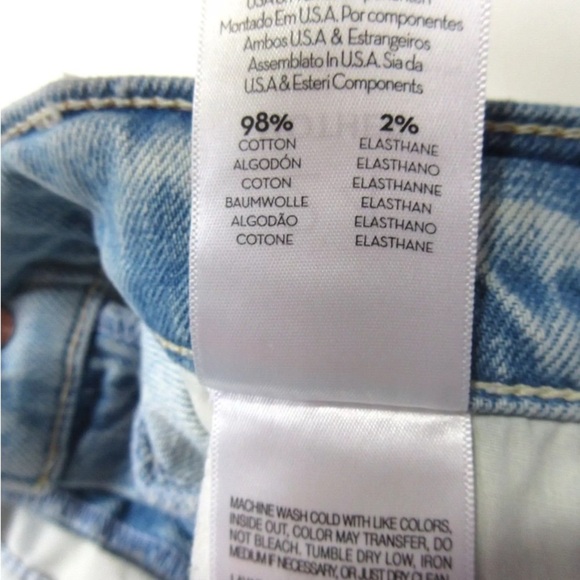 Montado Em U.S.A. Por componentes
Ambos U.S.A & Estrangeiros
Assemblato In U.S.A. Sia da
U.S.A & Esteri Components
98% 2%
COTTON ELASTHANE
ALGODÓN ELASTHANO
COTON ELASTHANNE
BAUMWOLLE ELASTHAN
ALGODÃO ELASTHANO
COTONE ELASTHANE
MACHINE WASH COLD WITH LIKE COLORS,
INSIDE OUT, COLOR MAY TRANSFER, DO
NOT BLEACH. TUMBLE DRY LOW, IRON
MEDIUM IF NECESSARY, OR JUST DRY CLEAN